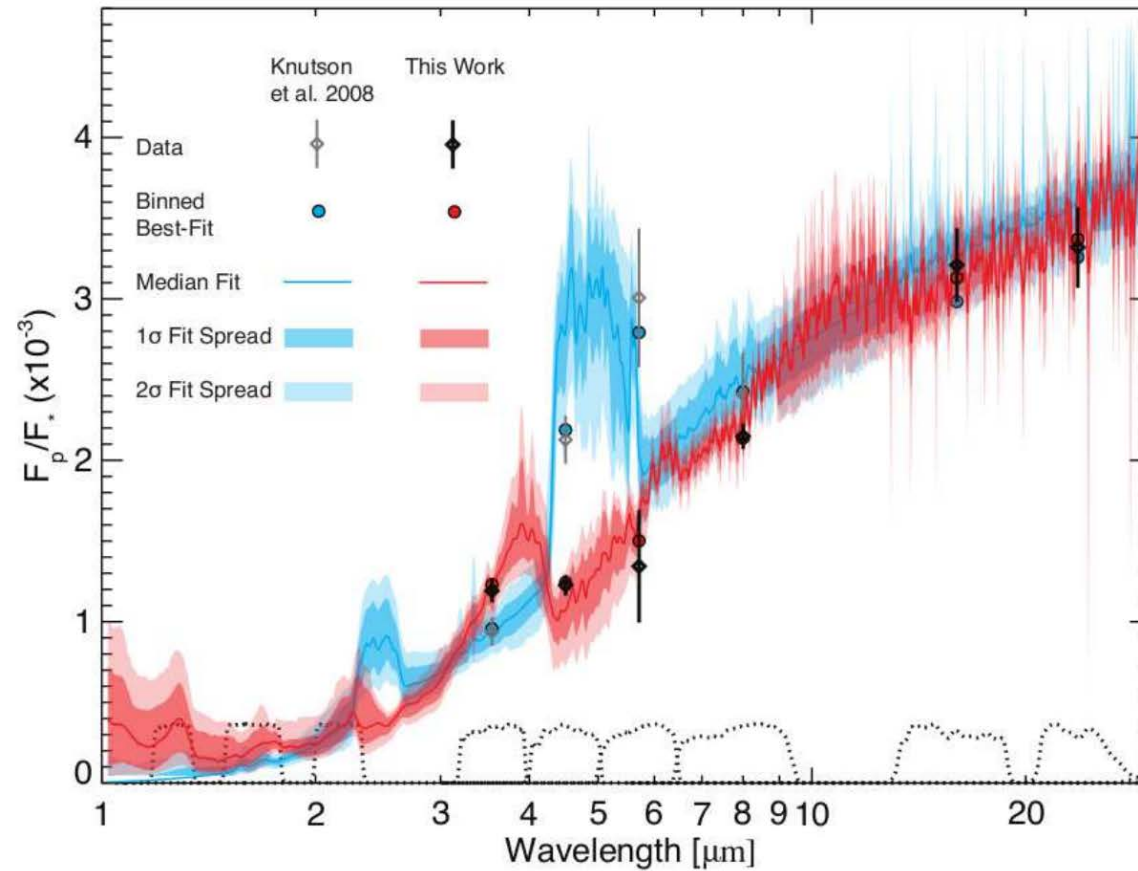 Knutson
et al. 2008
This Work
Data
Binned
Best-Fit
Median Fit
1σ Fit Spread
2σ Fit Spread
4
3
2
1
0
Fp/F* (x10⁻³)
1 2 3 4 5 6 7 8 9 10 20
Wavelength [μm]